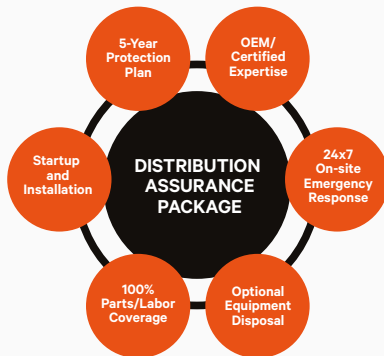 5-Year
Protection
Plan
OEM/
Certified
Expertise
Startup
and
Installation
DISTRIBUTION
ASSURANCE
PACKAGE
24x7
On-site
Emergency
Response
100%
Parts/Labor
Coverage
Optional
Equipment
Disposal